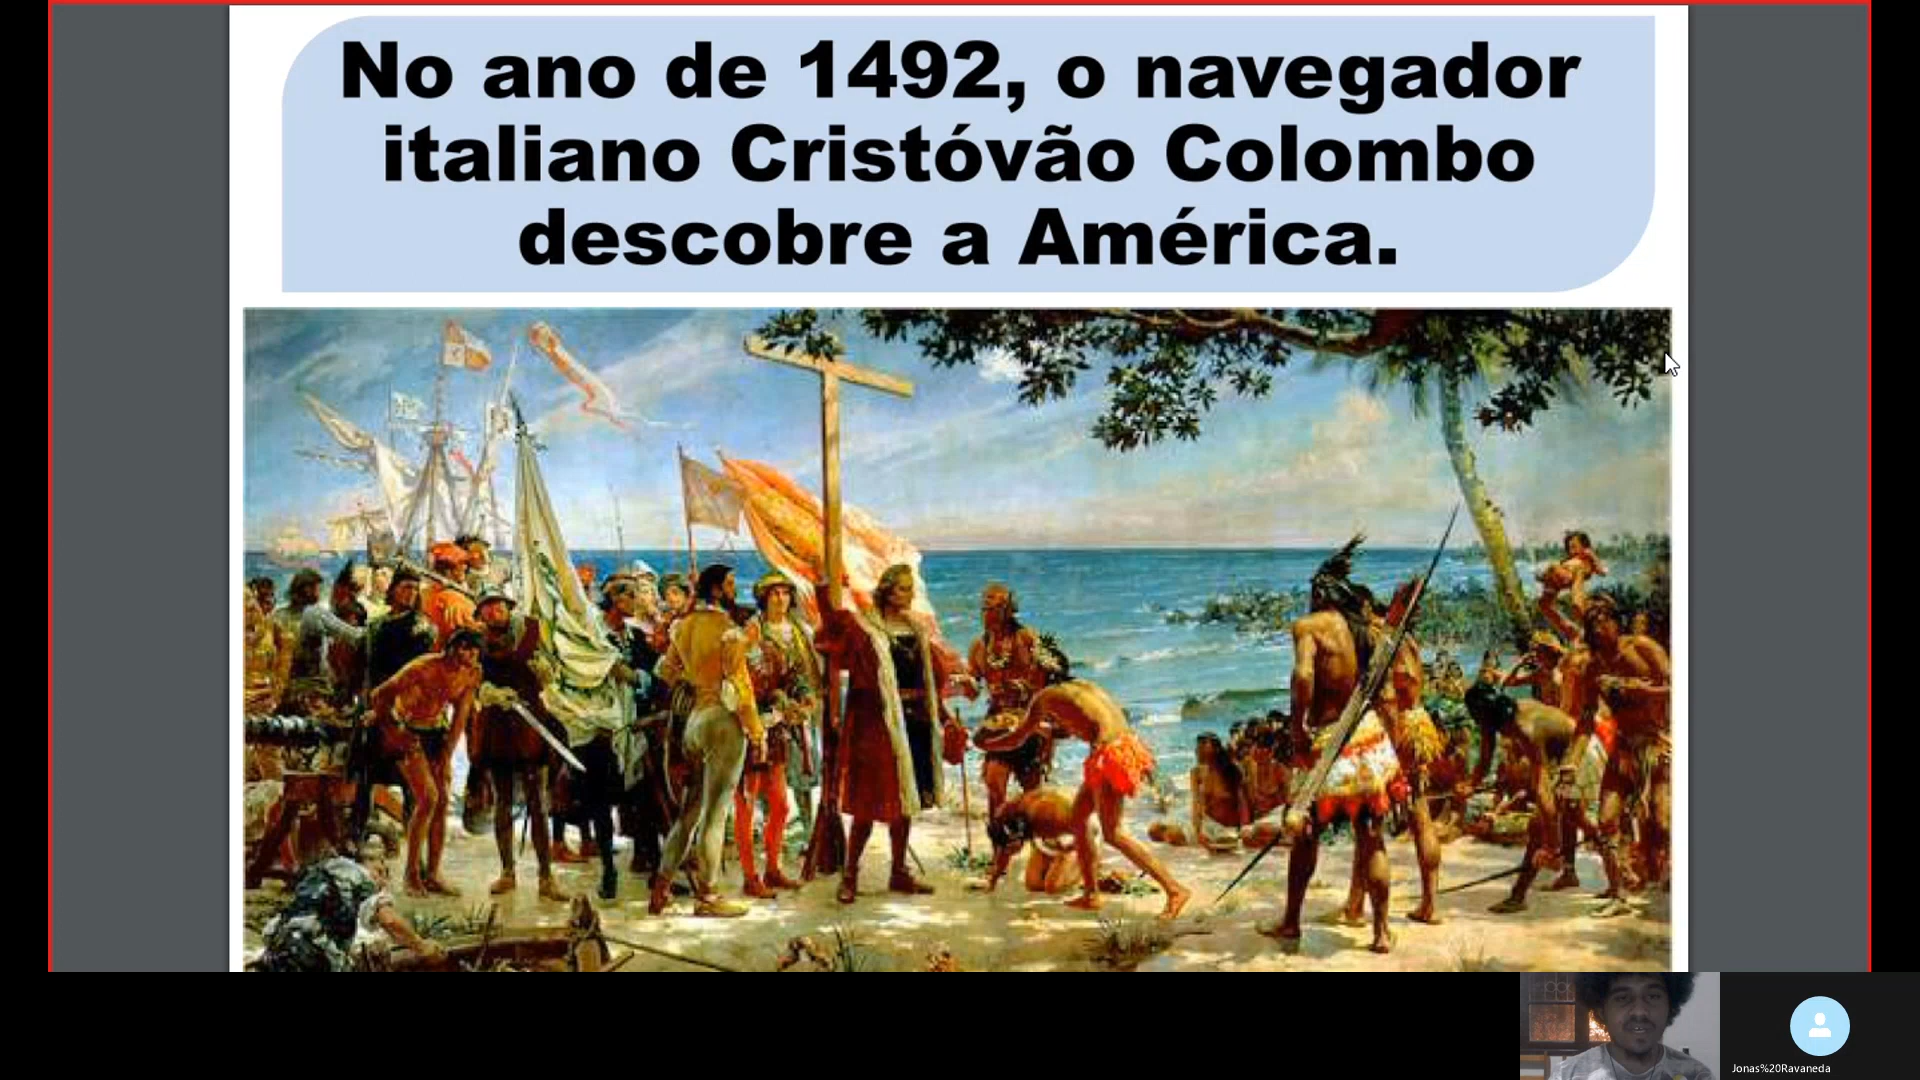 No ano de 1492, o navegador
italiano Cristóvão Colombo
descobre a América.
Jonas%20Ravaneda